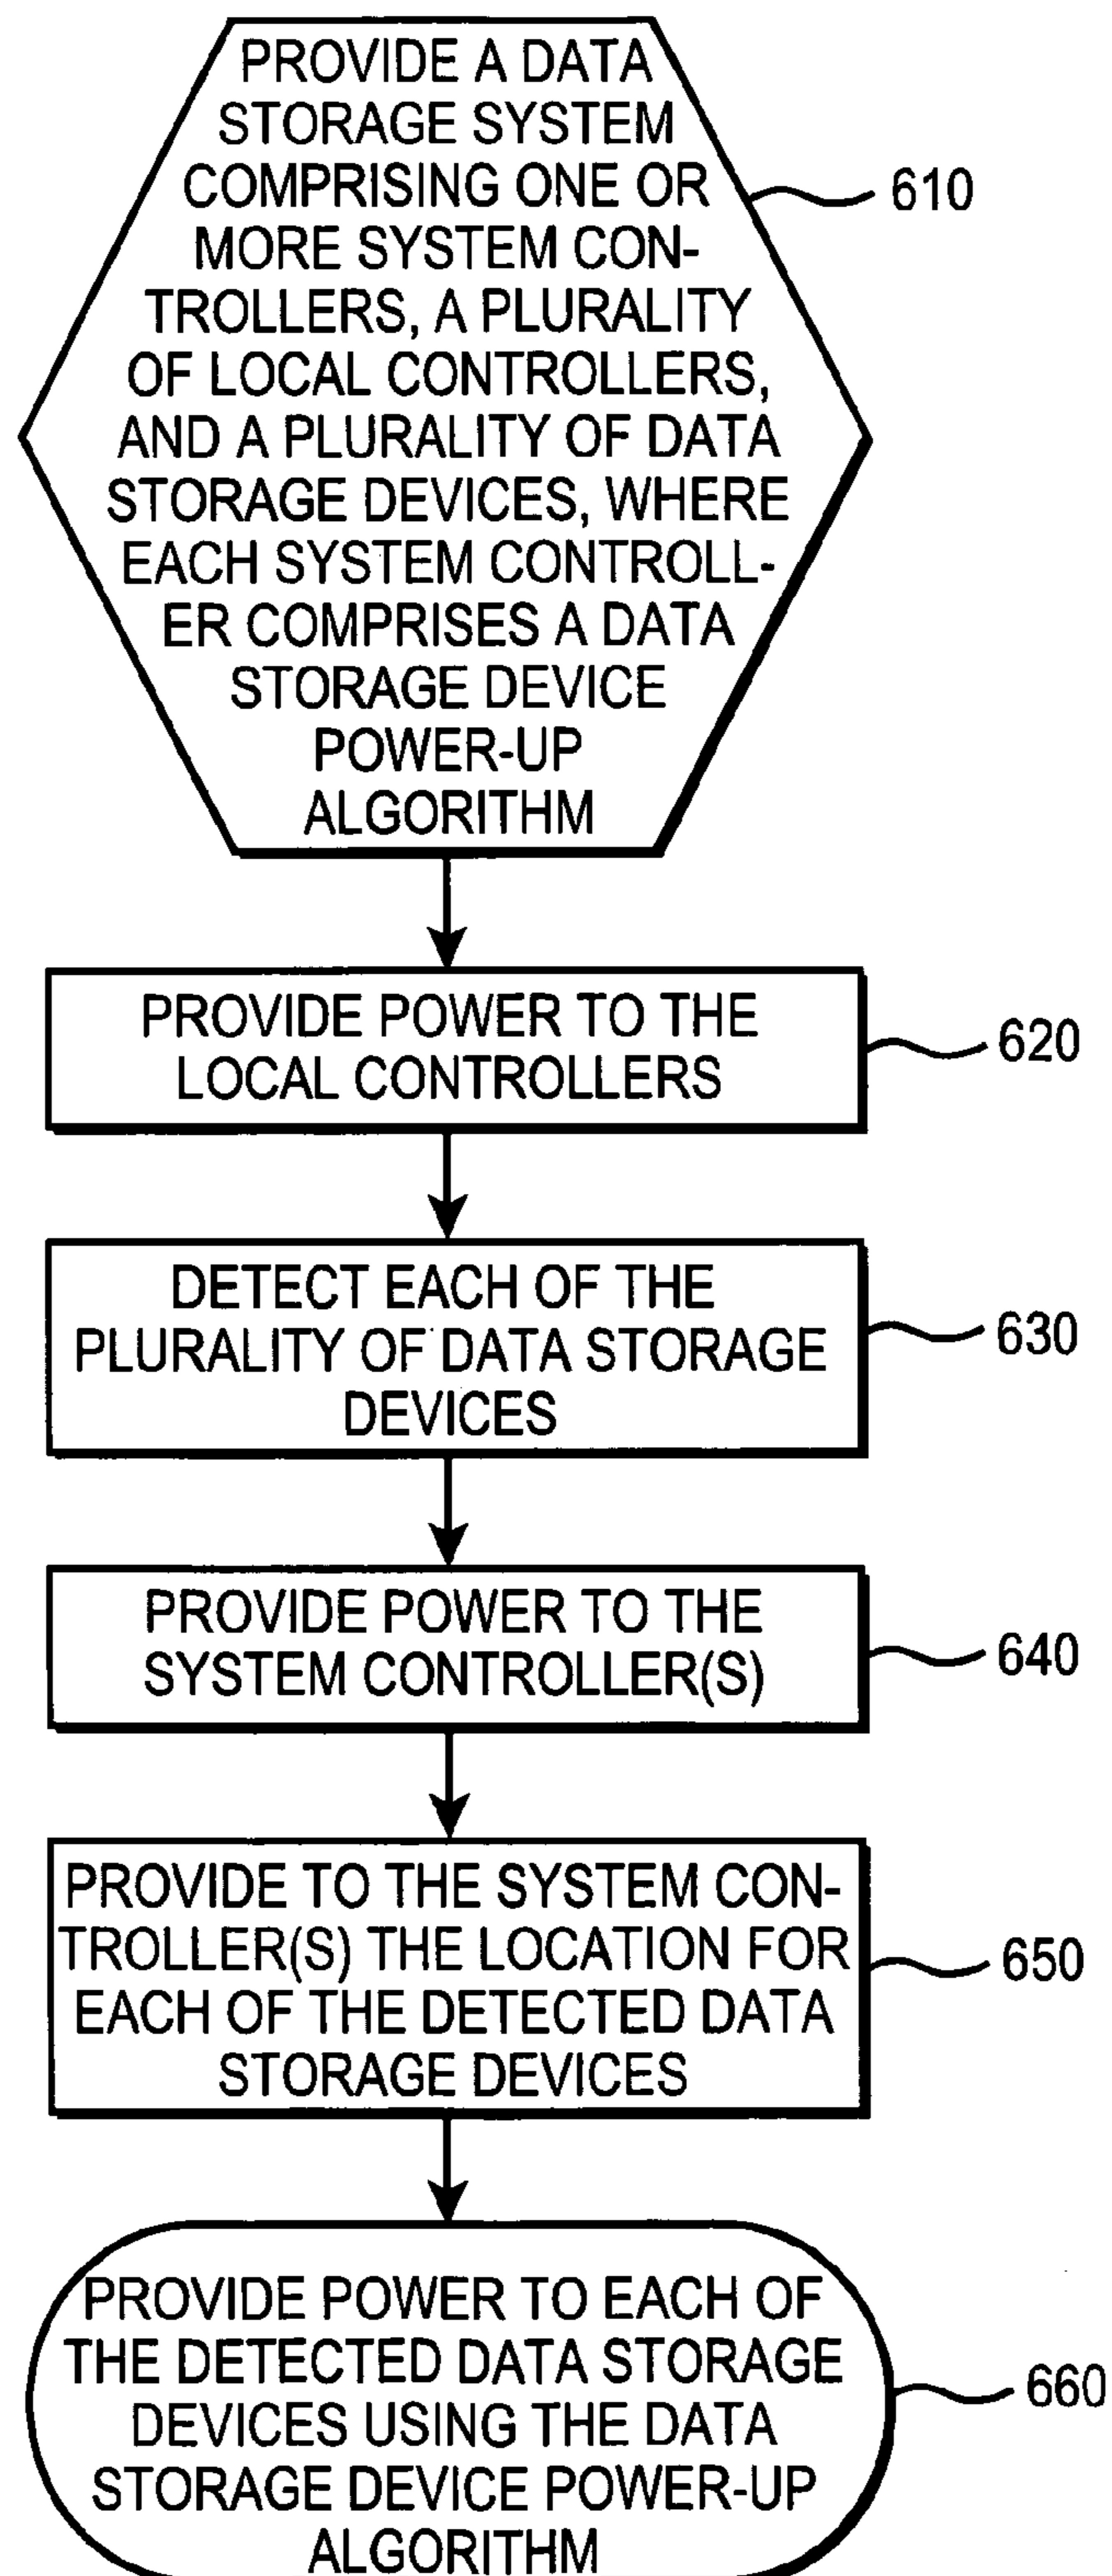 PROVIDE A DATA
STORAGE SYSTEM
COMPRISING ONE OR
MORE SYSTEM CON-
TROLLERS, A PLURALITY
OF LOCAL CONTROLLERS,
AND A PLURALITY OF DATA
STORAGE DEVICES, WHERE
EACH SYSTEM CONTROLL-
ER COMPRISES A DATA
STORAGE DEVICE
POWER-UP
ALGORITHM
610
PROVIDE POWER TO THE
LOCAL CONTROLLERS
620
DETECT EACH OF THE
PLURALITY OF DATA STORAGE
DEVICES
630
PROVIDE POWER TO THE
SYSTEM CONTROLLER(S)
640
PROVIDE TO THE SYSTEM CON-
TROLLER(S) THE LOCATION FOR
EACH OF THE DETECTED DATA
STORAGE DEVICES
650
PROVIDE POWER TO EACH OF
THE DETECTED DATA STORAGE
DEVICES USING THE DATA
STORAGE DEVICE POWER-UP
ALGORITHM
660